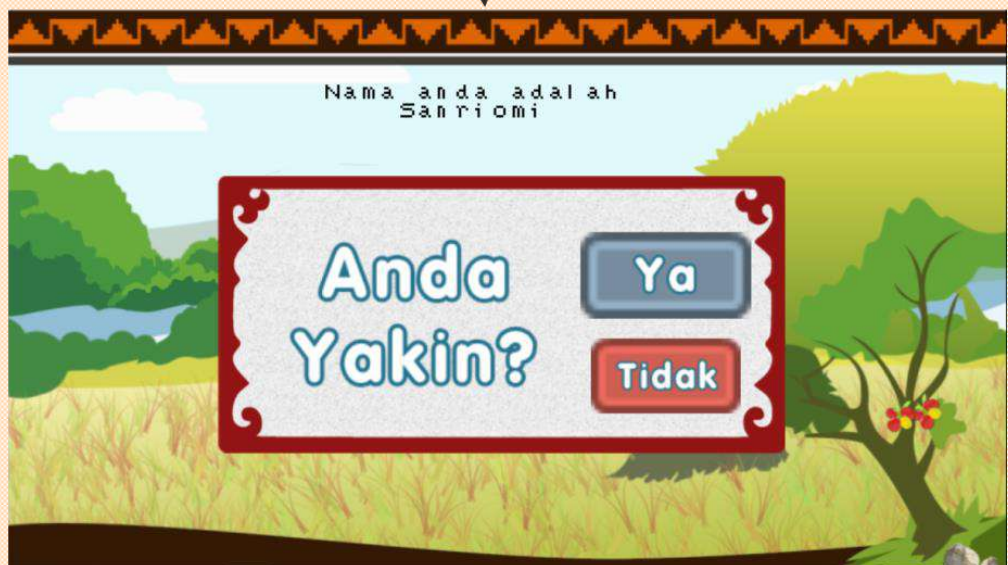 Nama anda adalah
Sanriomi
Anda
Yakin?
Ya
Tidak